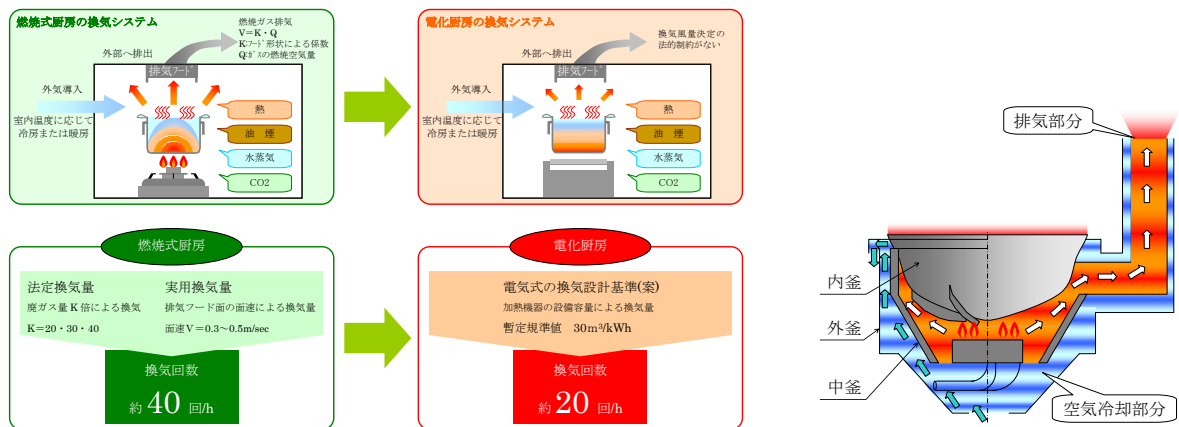 燃焼式厨房の換気システム
燃焼ガス排気
V=K・Q
K:フード形状による係数
Q:ガスの燃焼空気量
外部へ排出
排気フード
外気導入
室内温度に応じて
冷房または暖房
熱
油 煙
水蒸気
CO2
電化厨房の換気システム
換気風量決定の
法的制約がない
外部へ排出
排気フード
外気導入
室内温度に応じて
冷房または暖房
熱
油 煙
水蒸気
CO2
燃焼式厨房
法定換気量
廃ガス量K倍による換気
K=20・30・40
実用換気量
排気フード面の面速による換気量
面速V=0.3~0.5m/sec
換気回数
約 40 回/h
電化厨房
電気式の換気設計基準(案)
加熱機器の設備容量による換気量
暫定規準値 30m³/kWh
換気回数
約 20 回/h
排気部分
内釜
外釜
中釜
空気冷却部分